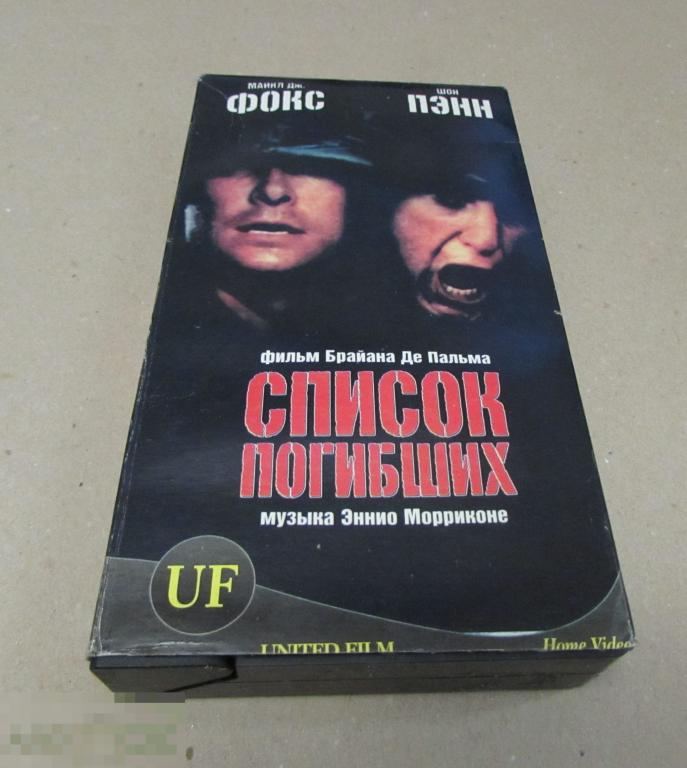 МАЙКЛ Дж.
ФОКС
ШОН
ПЭНН
фильм Брайана Де Пальма
СПИСОК
ПОГИБШИХ
музыка Эннио Морриконе
UF
UNITED FILM
Home Video